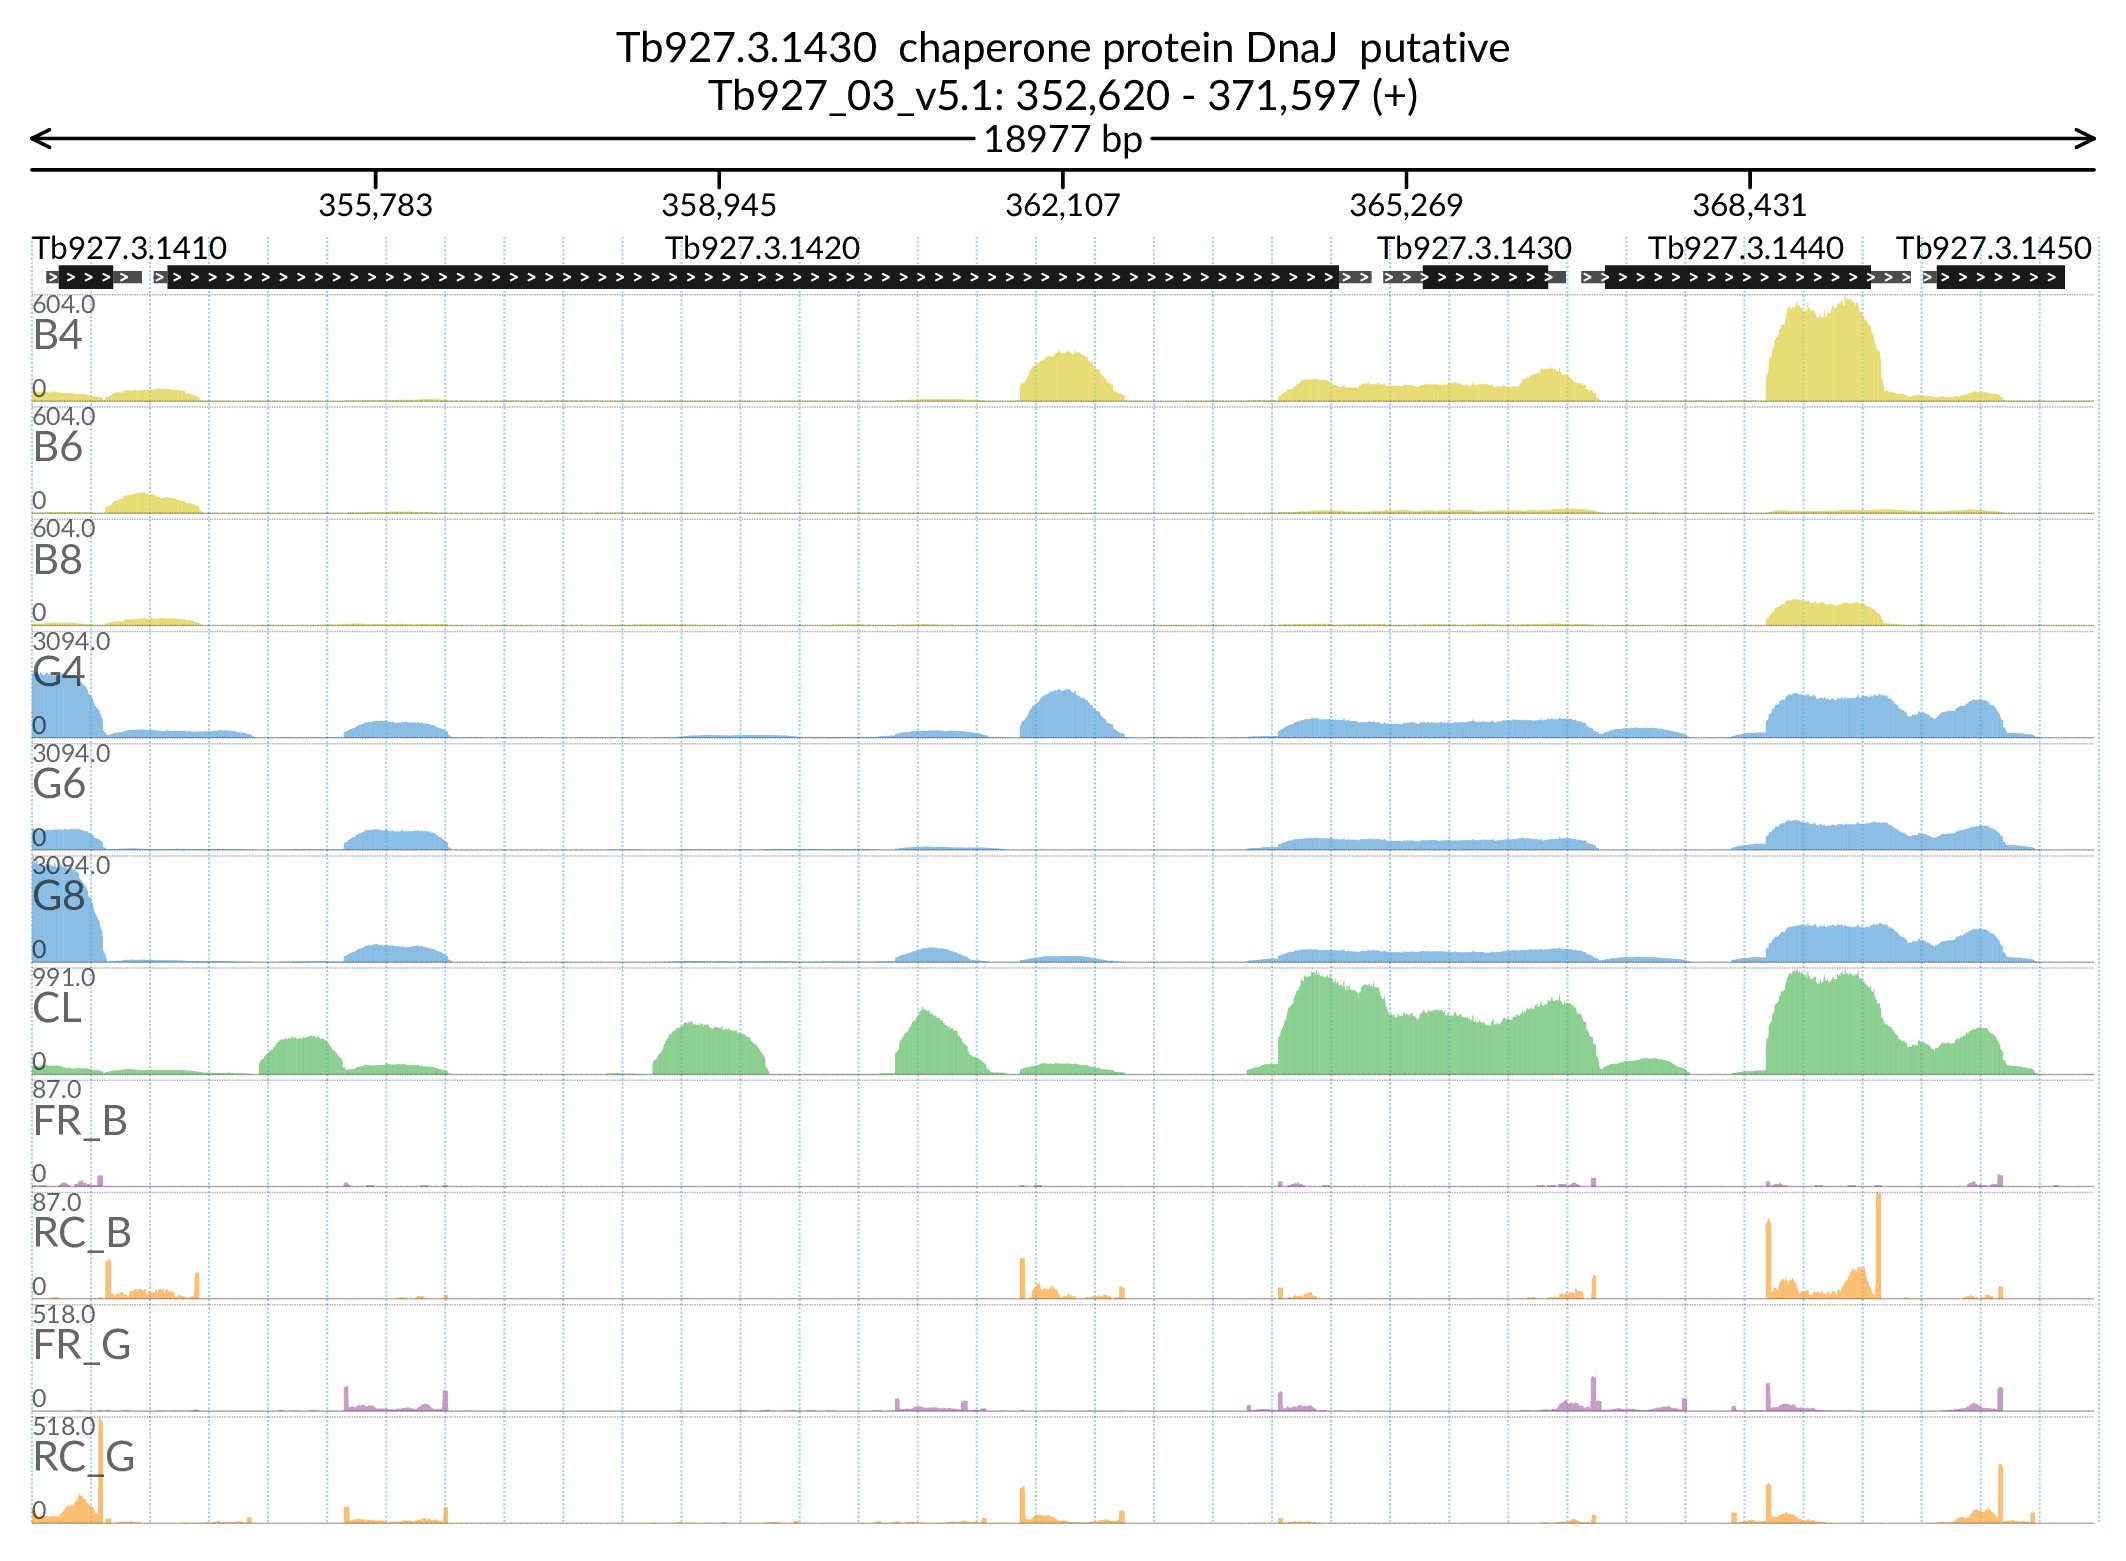 Tb927.3.1430  chaperone protein DnaJ  putative
Tb927_03_v5.1: 352,620 - 371,597 (+)
18977 bp
355,783 358,945 362,107 365,269 368,431
Tb927.3.1410 Tb927.3.1420 Tb927.3.1430 Tb927.3.1440 Tb927.3.1450
604.0
B4
0
604.0
B6
0
604.0
B8
0
3094.0
G4
0
3094.0
G6
0
3094.0
G8
0
991.0
CL
0
87.0
FR_B
0
87.0
RC_B
0
518.0
FR_G
0
518.0
RC_G
0